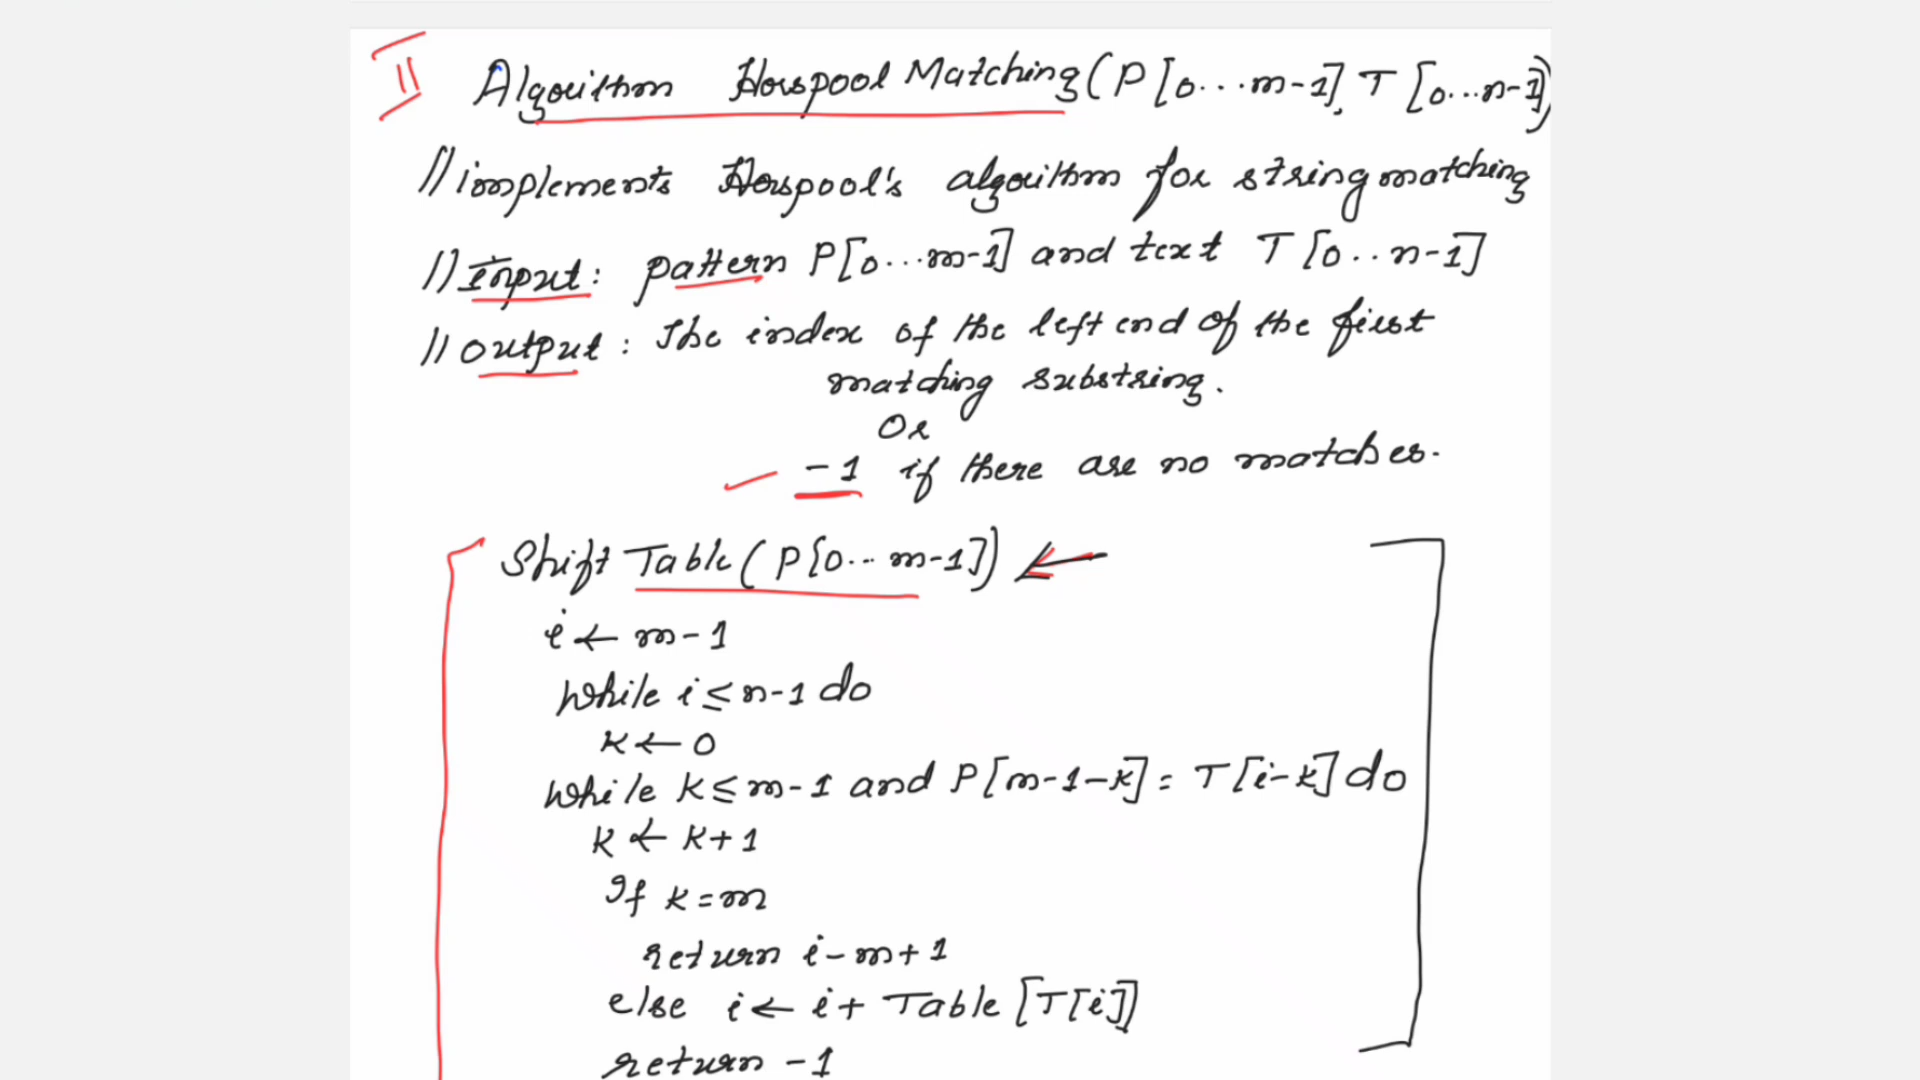 II Algorithm Horspool Matching(P[0...m-1], T[0...n-1])
//implements Horspool's algorithm for string matching
//input: pattern P[0...m-1] and text T[0..n-1]
//output: The index of the left end of the first
matching substring.
Or
-1 if there are no matches.
Shift Table(P[0...m-1])
i ← m-1
While i ≤ n-1 do
K ← 0
While K ≤ m-1 and P[m-1-K] = T[i-K] do
K ← K+1
If K=m
return i-m+1
else i ← i+ Table[T[i]]
return -1